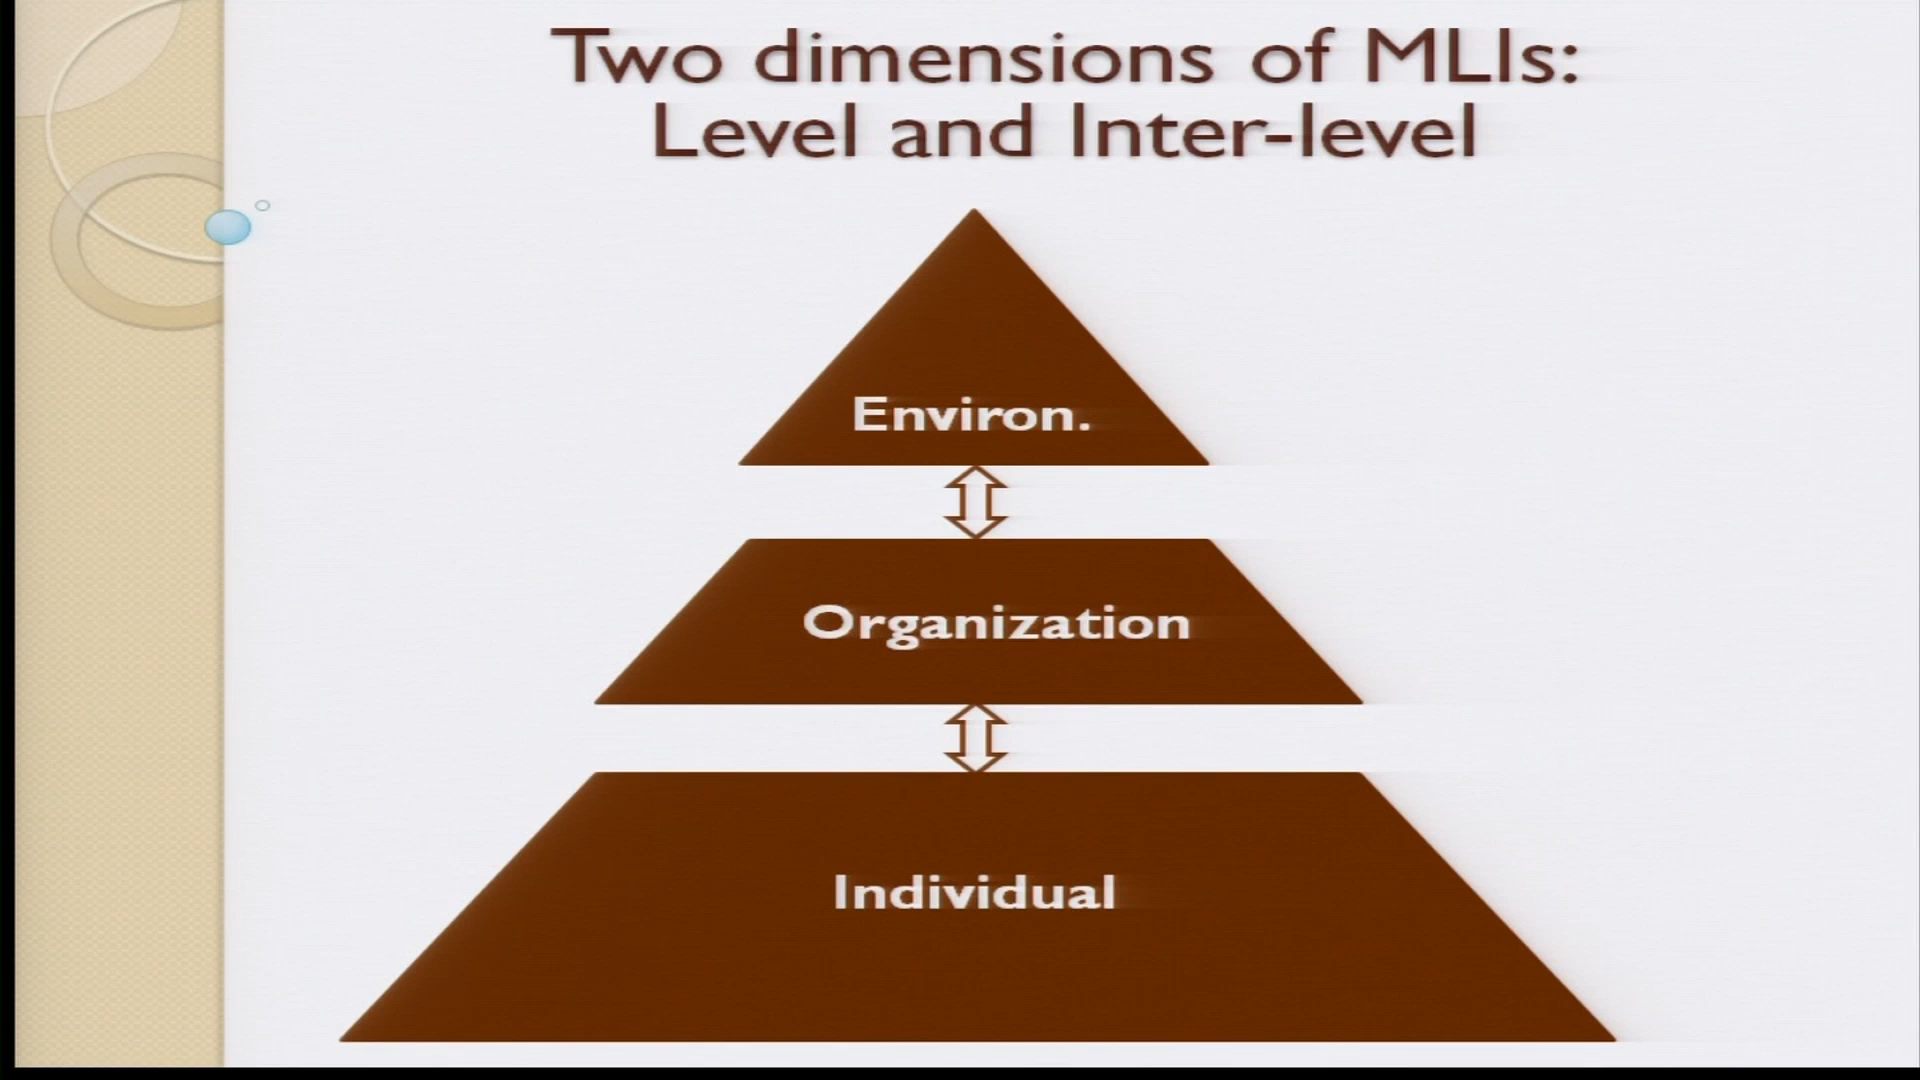 Two dimensions of MLIs:
Level and Inter-level
Environ.
Organization
Individual